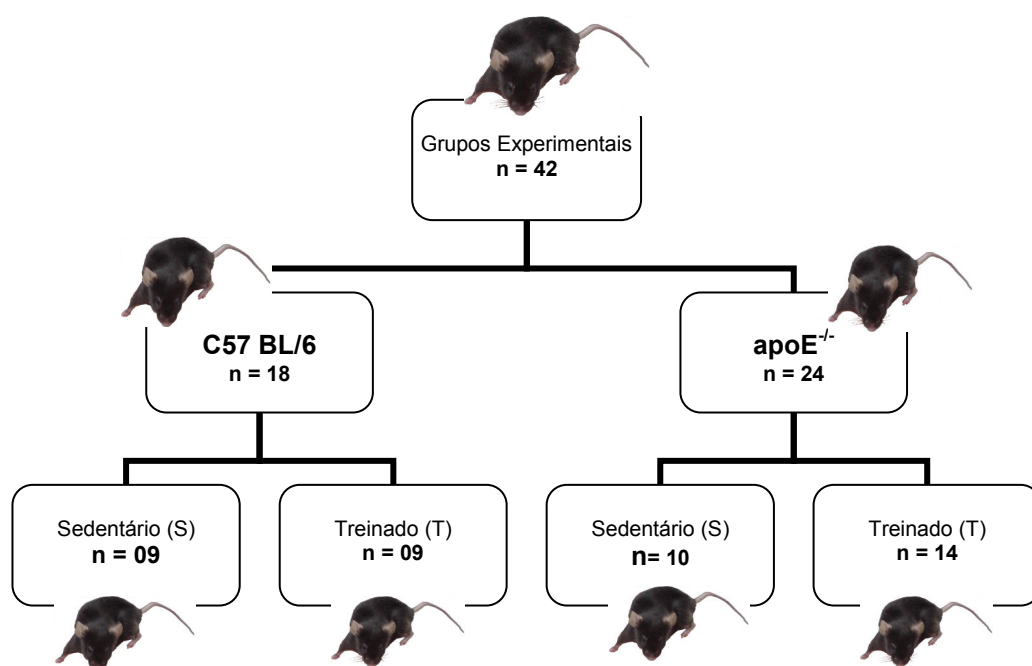 Grupos Experimentais
n = 42
C57 BL/6
n = 18
apoE-/-
n = 24
Sedentário (S)
n = 09
Treinado (T)
n = 09
Sedentário (S)
n= 10
Treinado (T)
n = 14